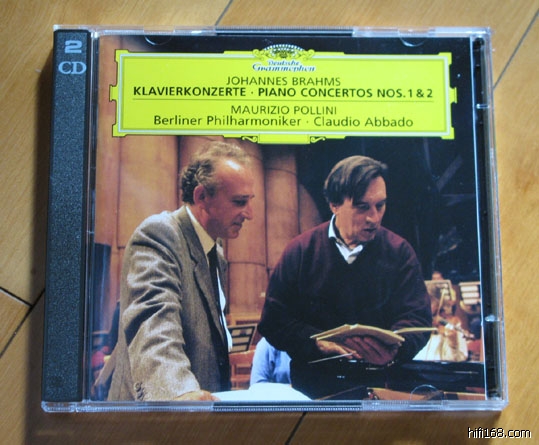 2
CD
Deutsche
Grammophon
JOHANNES BRAHMS
KLAVIERKONZERTE · PIANO CONCERTOS NOS. 1 & 2
MAURIZIO POLLINI
Berliner Philharmoniker · Claudio Abbado
hifi168.com